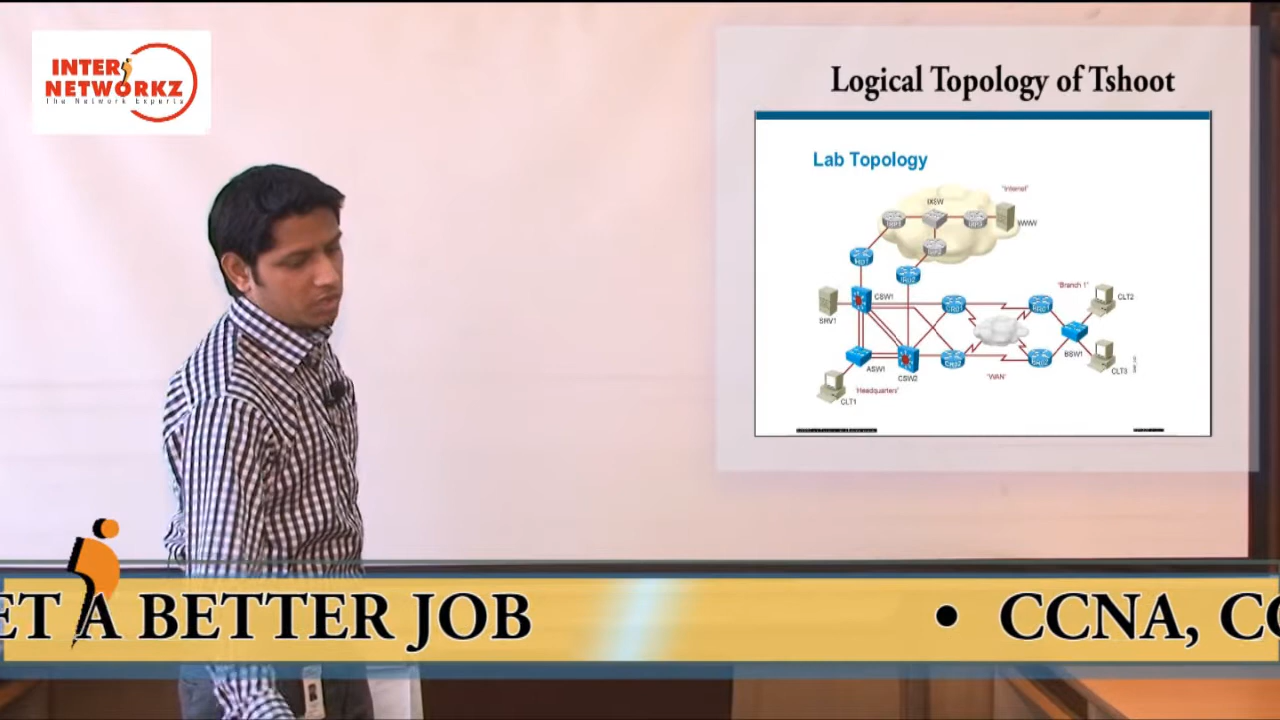 INTER
NETWORKZ
The Network Experts
Logical Topology of Tshoot
Lab Topology
"Internet"
IXSW
WWW
"Branch 1"
CSW1
CLT2
SRV1
BSW1
ASW1
CSW2
"WAN"
CLT3
"Headquarters"
CLT1
ET A BETTER JOB
• CCNA, CC